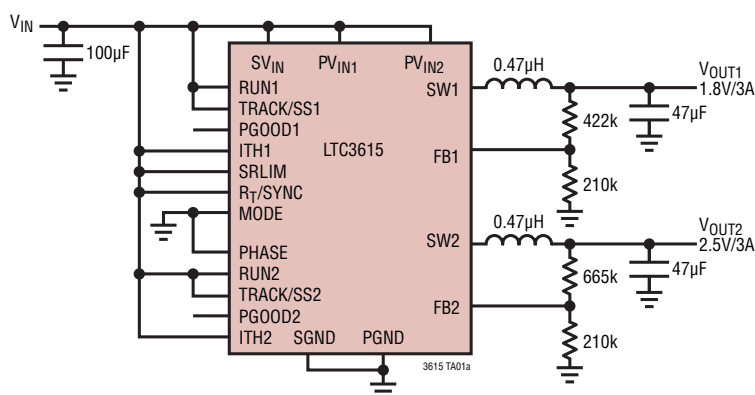 VIN
100µF
SVIN PVIN1 PVIN2
RUN1
TRACK/SS1
PGOOD1
ITH1
SRLIM
RT/SYNC
MODE
PHASE
RUN2
TRACK/SS2
PGOOD2
ITH2
LTC3615
SGND PGND
SW1
FB1
SW2
FB2
3615 TA01a
0.47µH
VOUT1
1.8V/3A
422k
47µF
210k
0.47µH
VOUT2
2.5V/3A
665k
47µF
210k